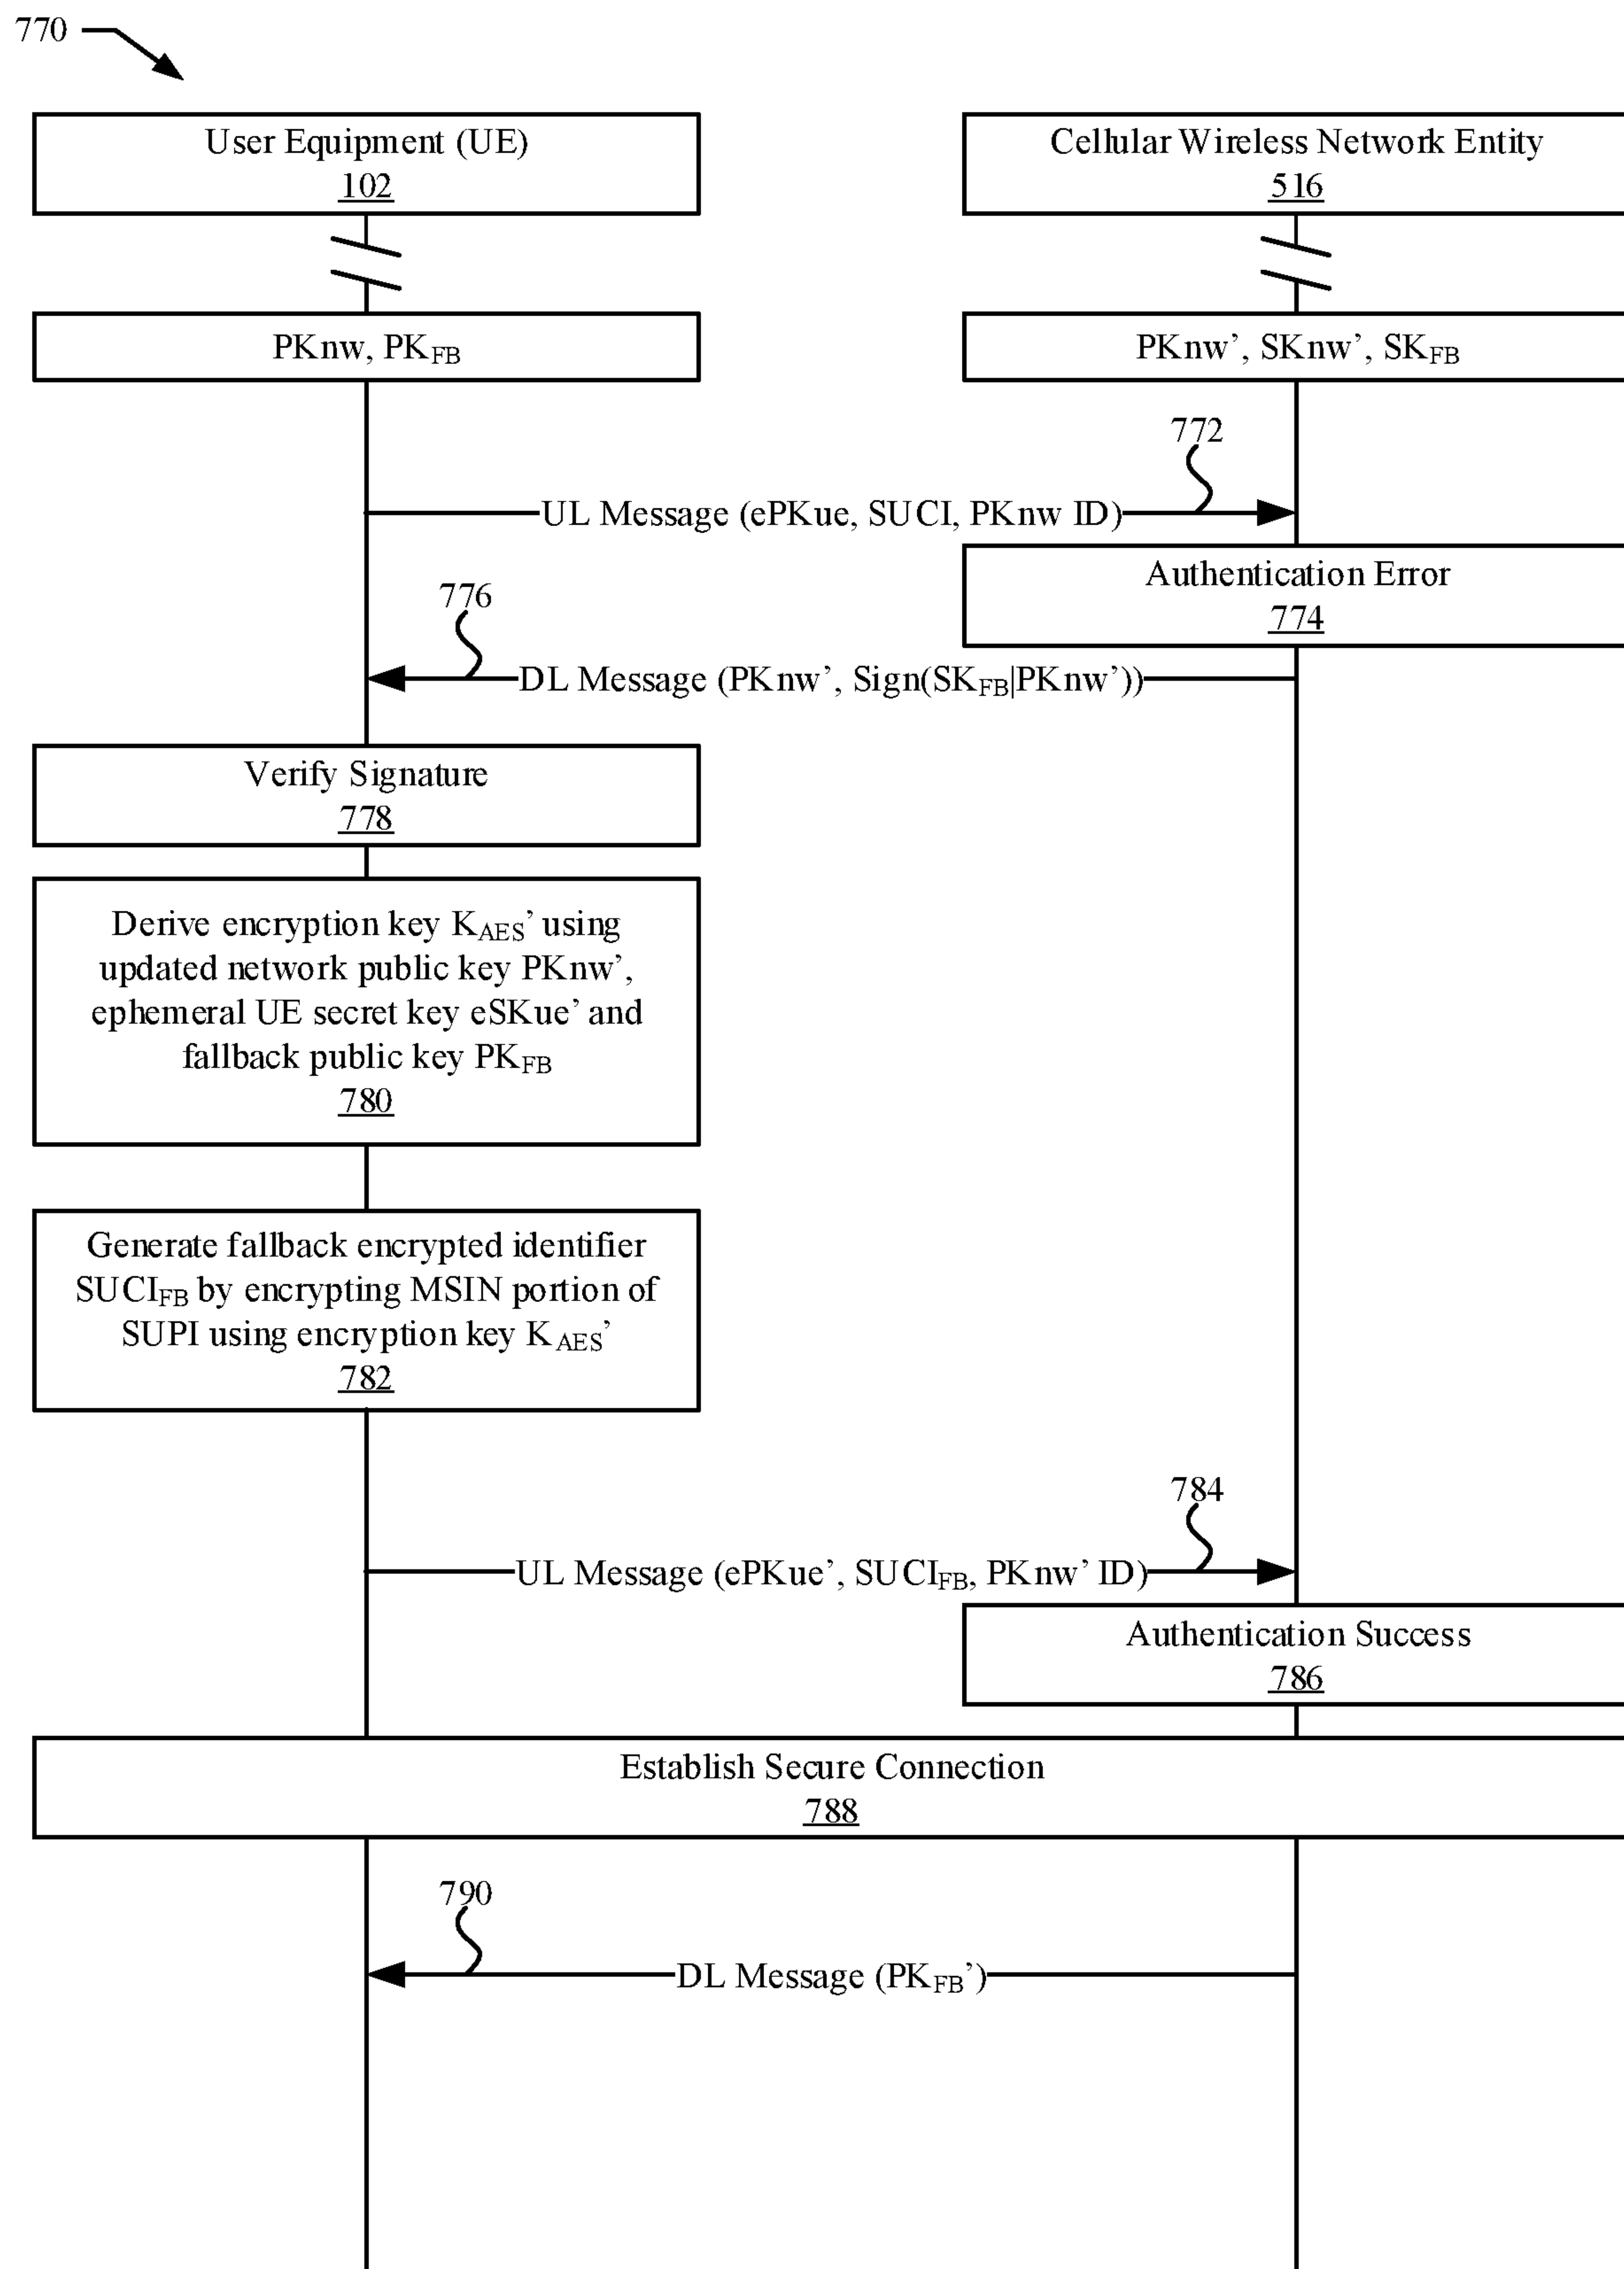 770
User Equipment (UE)
102
Cellular Wireless Network Entity
516
PKnw, PKFB
PKnw’, SKnw’, SKFB
772
UL Message (ePKue, SUCI, PKnw ID)
Authentication Error
774
776
DL Message (PKnw’, Sign(SKFB|PKnw’))
Verify Signature
778
Derive encryption key KAES’ using
updated network public key PKnw’,
ephemeral UE secret key eSKue’ and
fallback public key PKFB
780
Generate fallback encrypted identifier
SUCIFB by encrypting MSIN portion of
SUPI using encryption key KAES’
782
784
UL Message (ePKue’, SUCIFB, PKnw’ ID)
Authentication Success
786
Establish Secure Connection
788
790
DL Message (PKFB’)